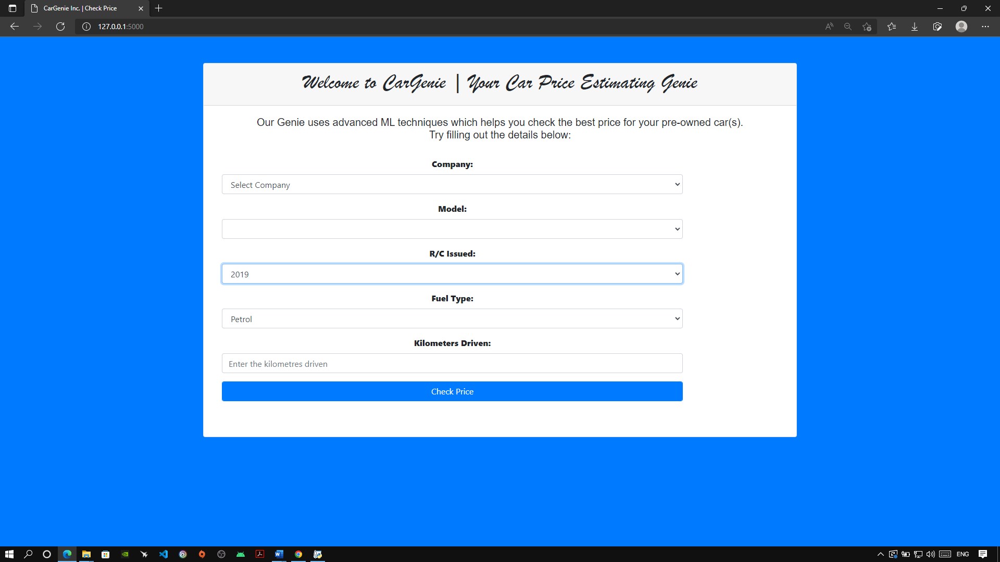 CarGenie Inc. | Check Price
127.0.0.1:5000
Welcome to CarGenie | Your Car Price Estimating Genie
Our Genie uses advanced ML techniques which helps you check the best price for your pre-owned car(s).
Try filling out the details below:
Company:
Select Company
Model:
R/C Issued:
2019
Fuel Type:
Petrol
Kilometers Driven:
Enter the kilometres driven
Check Price
ENG